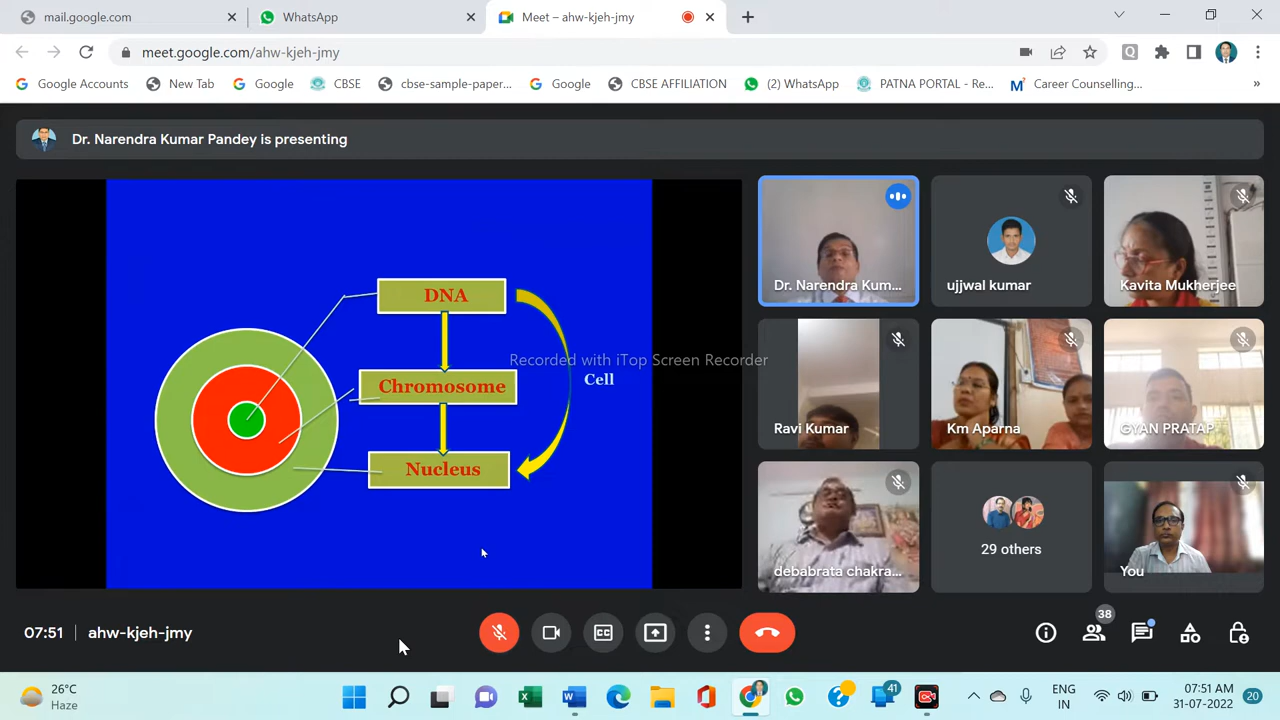 mail.google.com
WhatsApp
Meet – ahw-kjeh-jmy
meet.google.com/ahw-kjeh-jmy
Google Accounts
New Tab
Google
CBSE
cbse-sample-paper...
Google
CBSE AFFILIATION
(2) WhatsApp
PATNA PORTAL - Re...
Career Counselling...
Dr. Narendra Kumar Pandey is presenting
DNA
Chromosome
Nucleus
Cell
Recorded with iTop Screen Recorder
Dr. Narendra Kum...
ujjwal kumar
Kavita Mukherjee
Ravi Kumar
Km Aparna
GYAN PRATAP
debabrata chakra...
29 others
You
07:51
ahw-kjeh-jmy
CC
38
26°C
Haze
41
ENG
IN
07:51 AM
31-07-2022
20